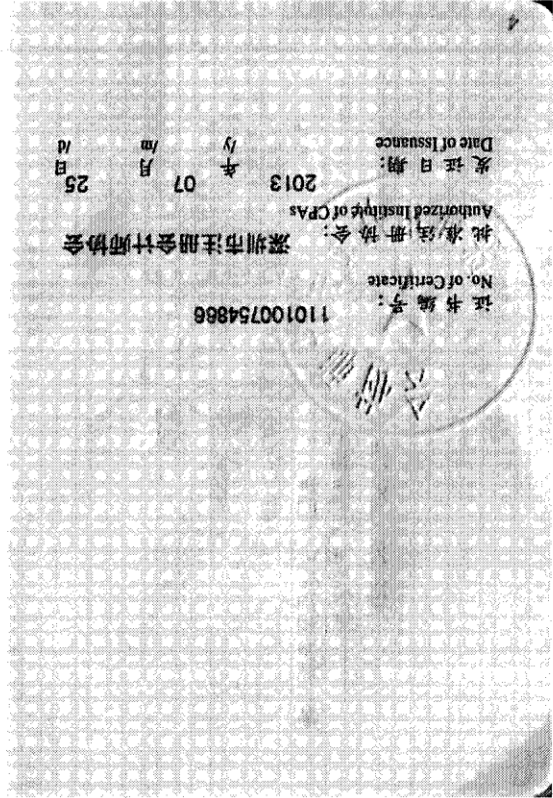 证书编号: 110100754866
No. of Certificate
批准注册协会: 深圳市注册会计师协会
Authorized Institute of CPAs
发证日期: 2013 年 07 月 25 日
Date of Issuance /y /m /d
4